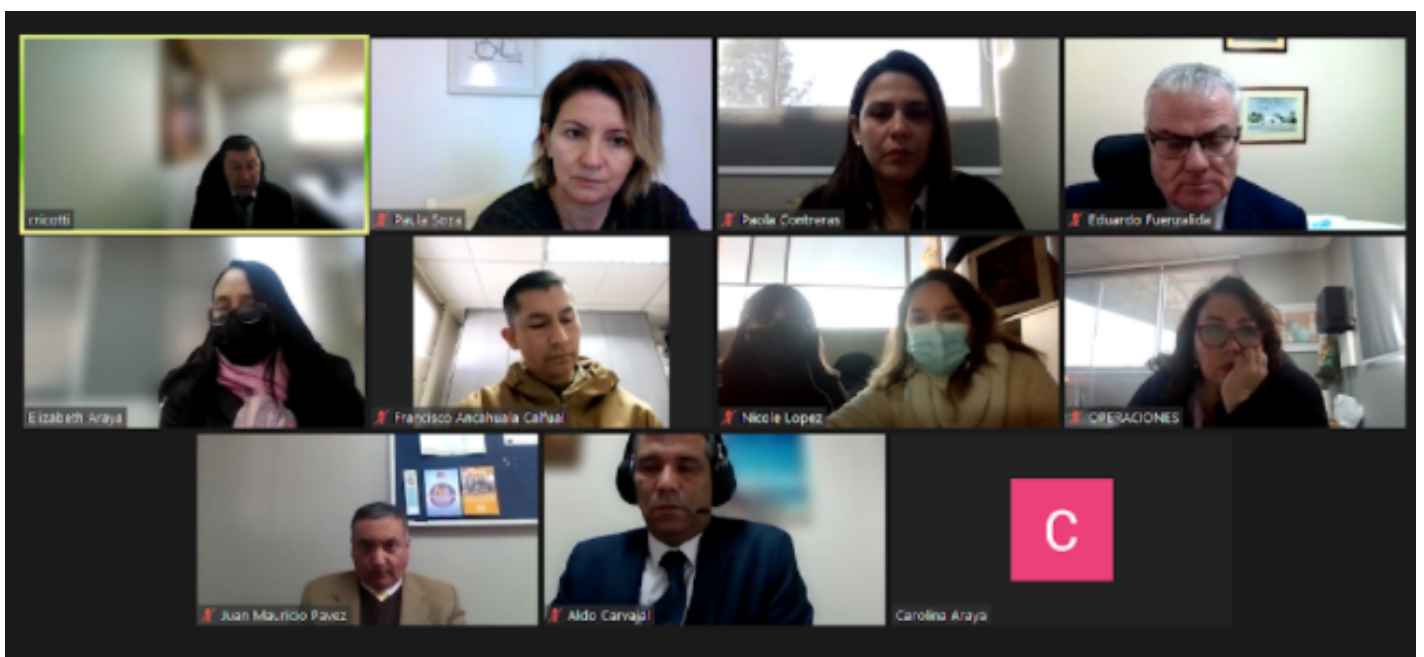 cricotti
Paula Soza
Paola Contreras
Eduardo Fuenzalida
Elizabeth Araya
Francisco Ancahuala Calfual
Nicole Lopez
OPERACIONES
Juan Mauricio Pavez
Aldo Carvajal
C
Carolina Araya